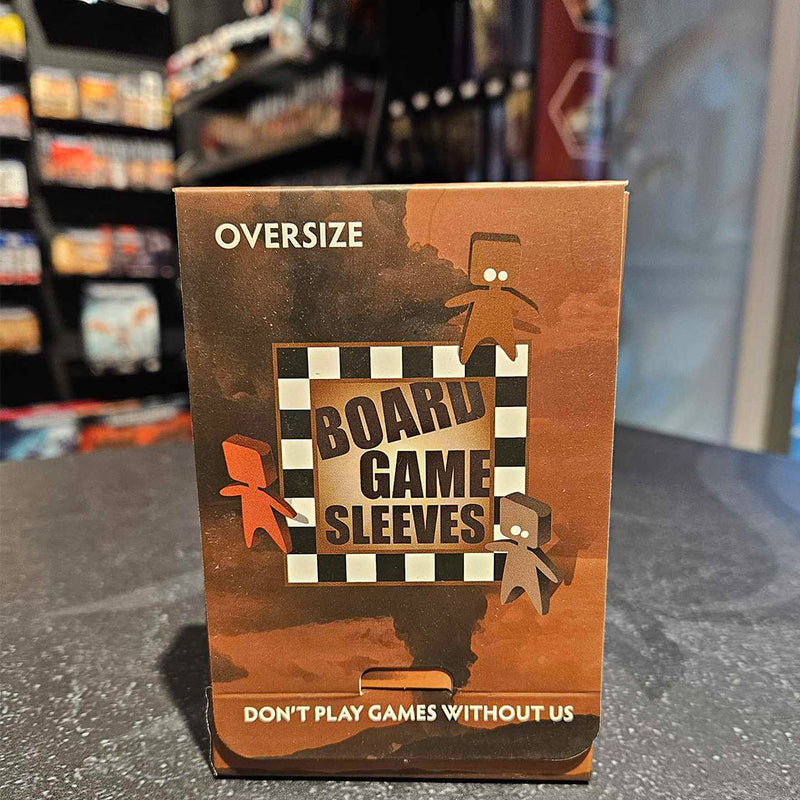 OVERSIZE
BOARD
GAME
SLEEVES
DON'T PLAY GAMES WITHOUT US